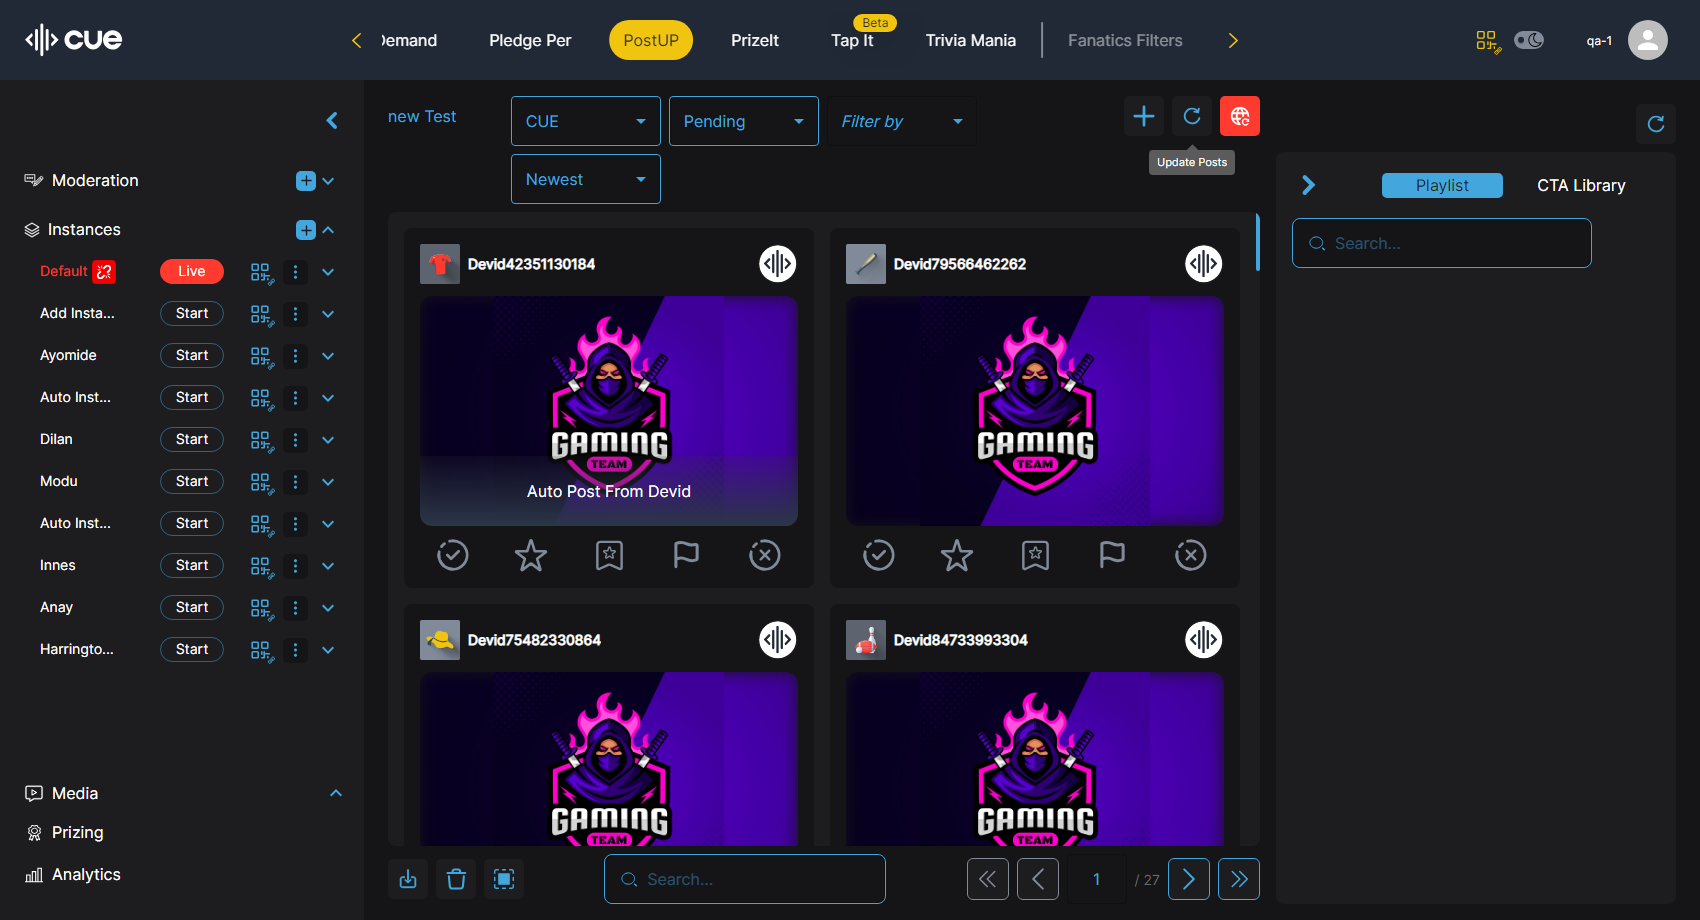 cue
Demand
Pledge Per
PostUP
PrizeIt
Beta
Tap It
Trivia Mania
Fanatics Filters
qa-1
new Test
CUE
Pending
Filter by
Newest
Update Posts
Moderation
Instances
Default
Live
Add Insta...
Start
Ayomide
Start
Auto Inst...
Start
Dilan
Start
Modu
Start
Auto Inst...
Start
Innes
Start
Anay
Start
Harringto...
Start
Media
Prizing
Analytics
Devid42351130184
GAMING
TEAM
Auto Post From Devid
Devid79566462262
GAMING
TEAM
Devid75482330864
GAMING
TEAM
Devid84733993304
GAMING
TEAM
Search...
1
/ 27
Playlist
CTA Library
Search...